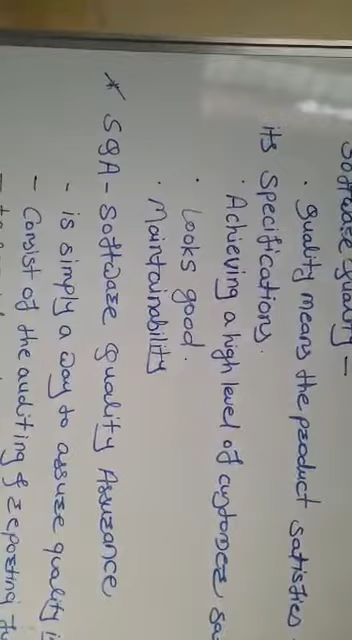 Software Quality -
· Quality means the product satisfies
its Specifications.
· Achieving a high level of customer
· Looks good.
· Maintainability
* SQA - Software Quality Assurance
- is simply a way to assure quality
- Consist of the auditing & reporting